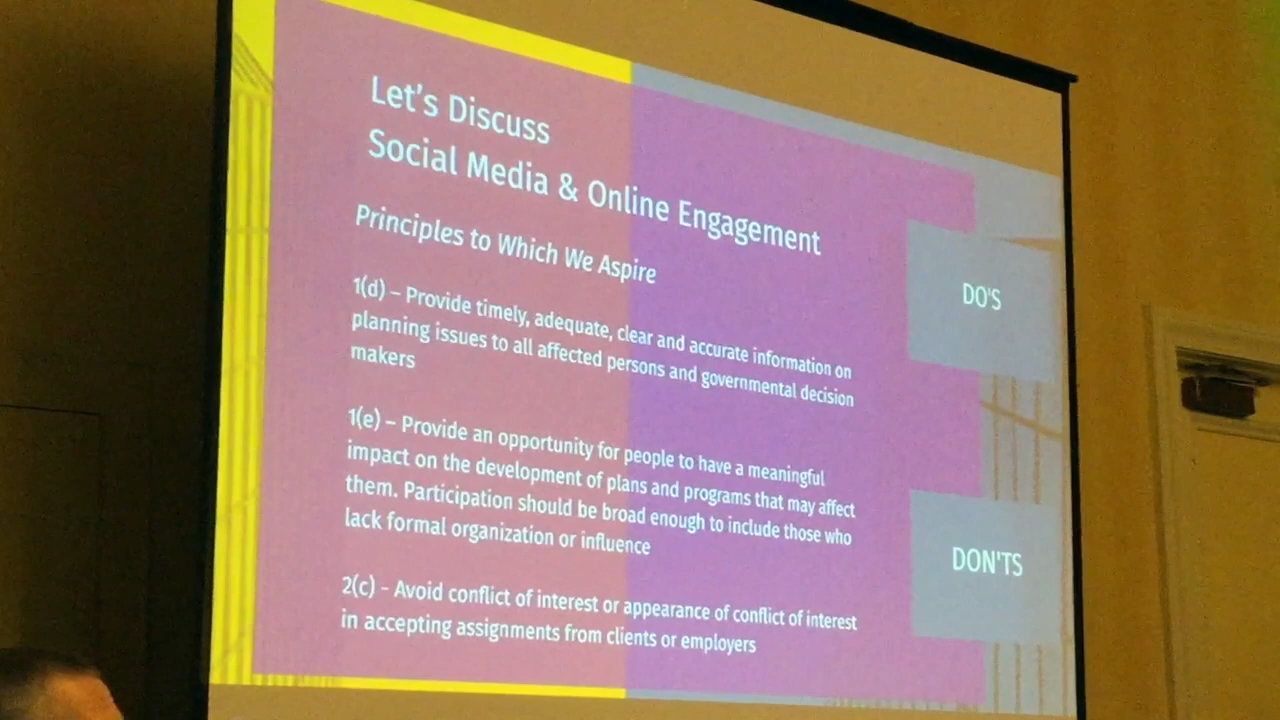 Let's Discuss
Social Media & Online Engagement
Principles to Which We Aspire
1(d) – Provide timely, adequate, clear and accurate information on
planning issues to all affected persons and governmental decision
makers
1(e) – Provide an opportunity for people to have a meaningful
impact on the development of plans and programs that may affect
them. Participation should be broad enough to include those who
lack formal organization or influence
2(c) - Avoid conflict of interest or appearance of conflict of interest
in accepting assignments from clients or employers
DO'S
DON'TS